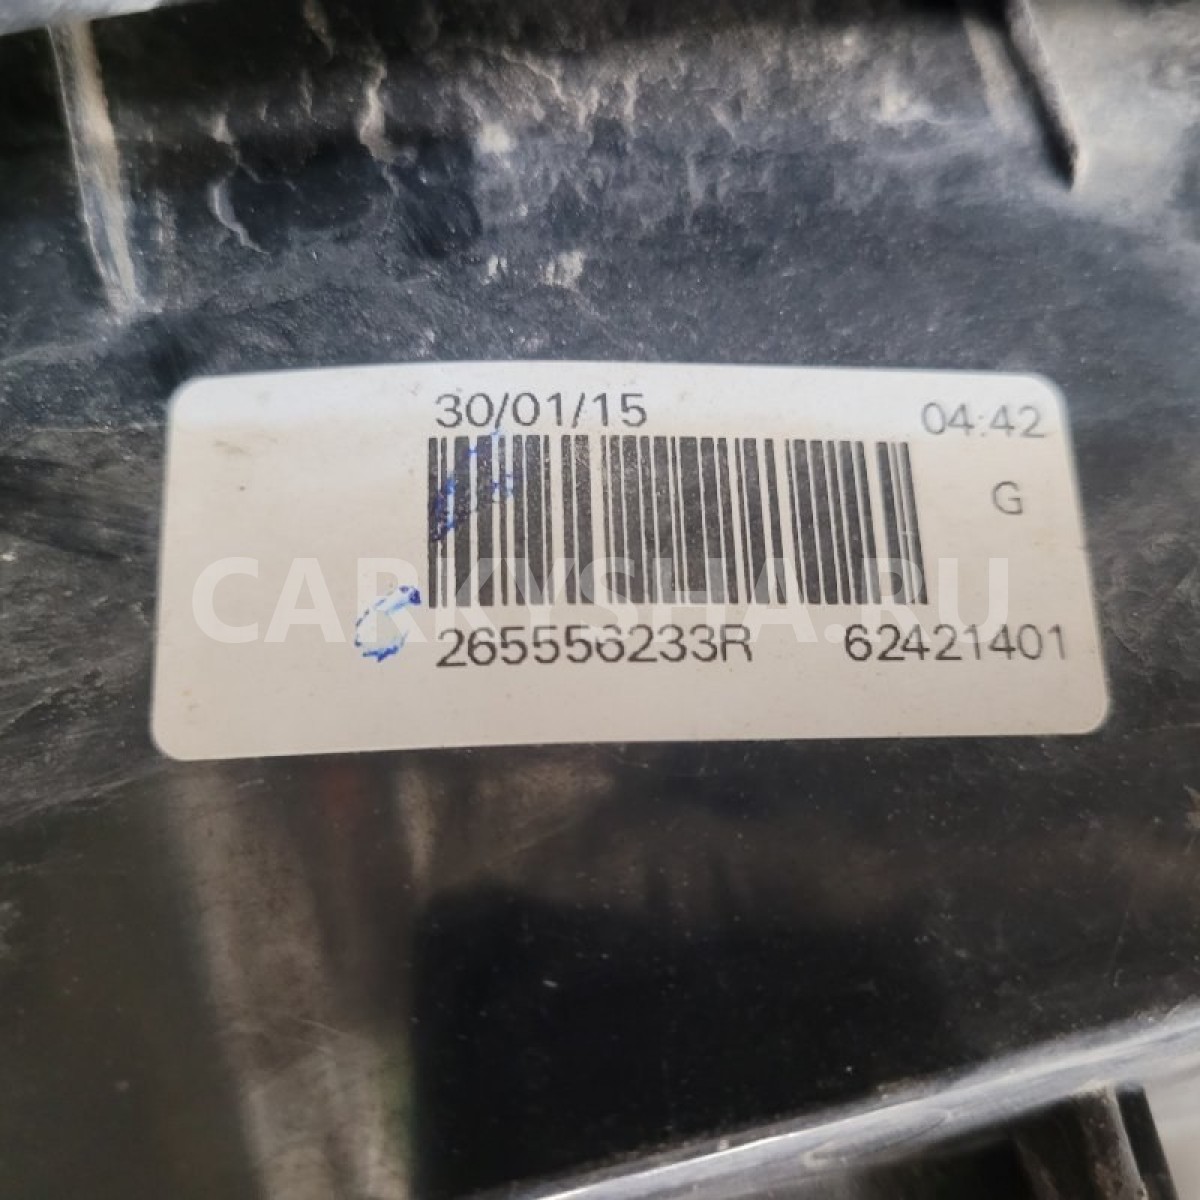 30/01/15 04:42
G
CARKYSHA.RU
265556233R 62421401